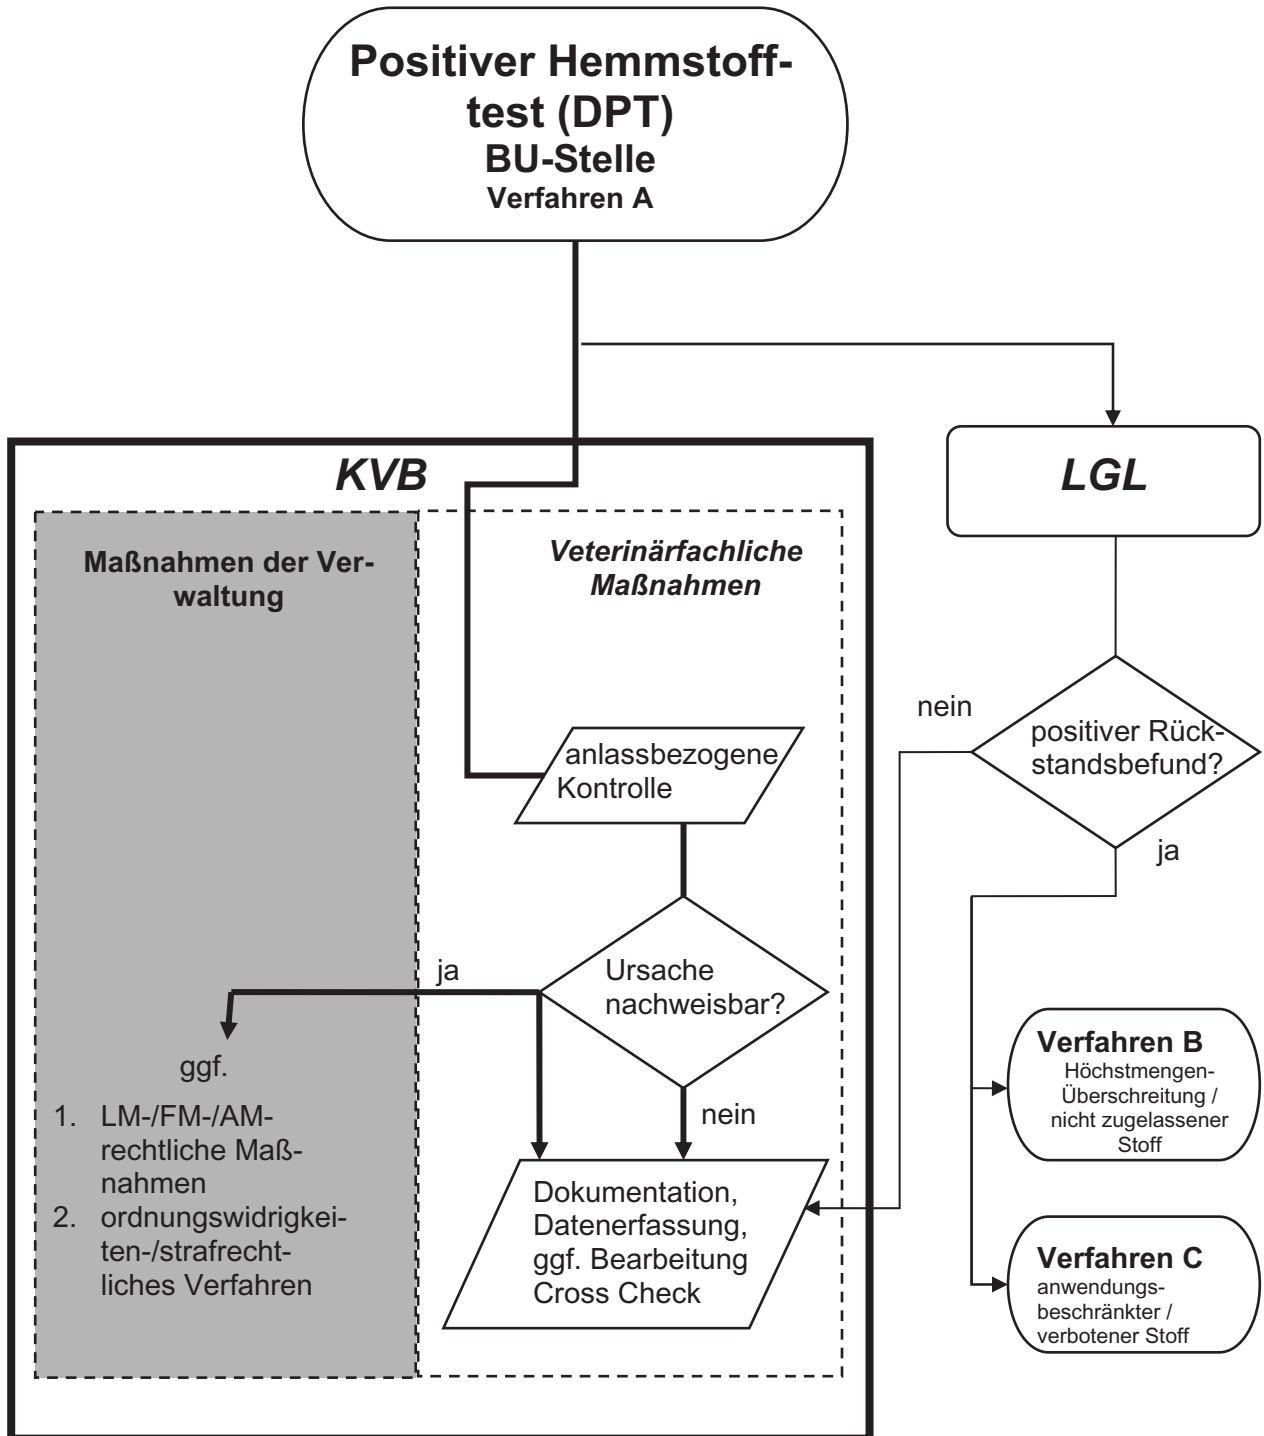 Positiver Hemmstoff-
test (DPT)
BU-Stelle
Verfahren A
KVB
LGL
Maßnahmen der Ver-
waltung
Veterinärfachliche
Maßnahmen
nein
positiver Rück-
standsbefund?
ja
anlassbezogene
Kontrolle
ja
Ursache
nachweisbar?
nein
ggf.
1. LM-/FM-/AM-
rechtliche Maß-
nahmen
2. ordnungswidrigkei-
ten-/strafrecht-
liches Verfahren
Dokumentation,
Datenerfassung,
ggf. Bearbeitung
Cross Check
Verfahren B
Höchstmengen-
Überschreitung /
nicht zugelassener
Stoff
Verfahren C
anwendungs-
beschränkter /
verbotener Stoff